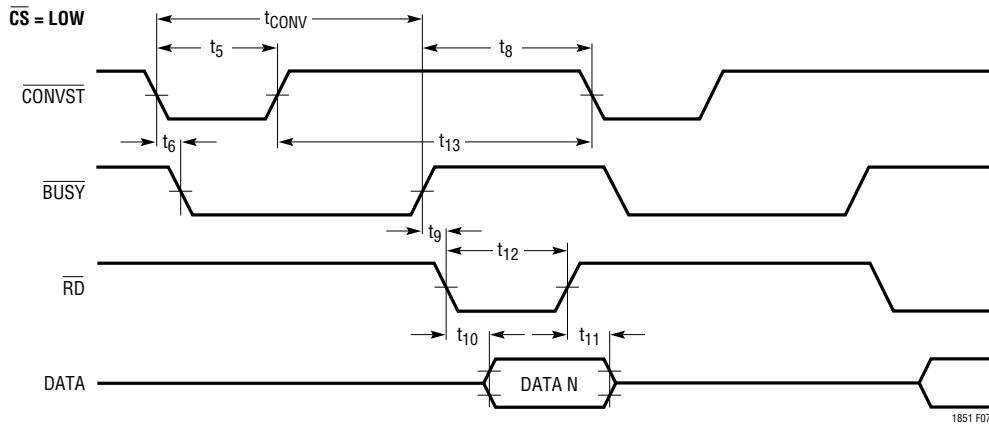 CS = LOW
tCONV
t5
t8
CONVST
t6
t13
BUSY
t9
t12
RD
t10
t11
DATA
DATA N
1851 F07